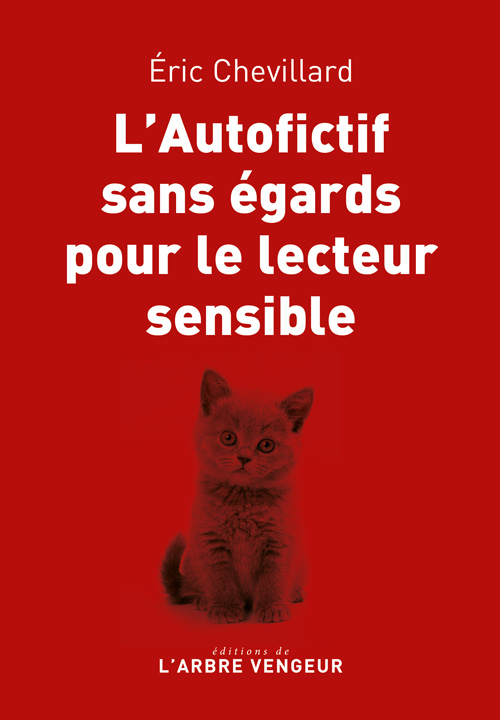 Éric Chevillard
L’Autofictif
sans égards
pour le lecteur
sensible
éditions de
L’ARBRE VENGEUR